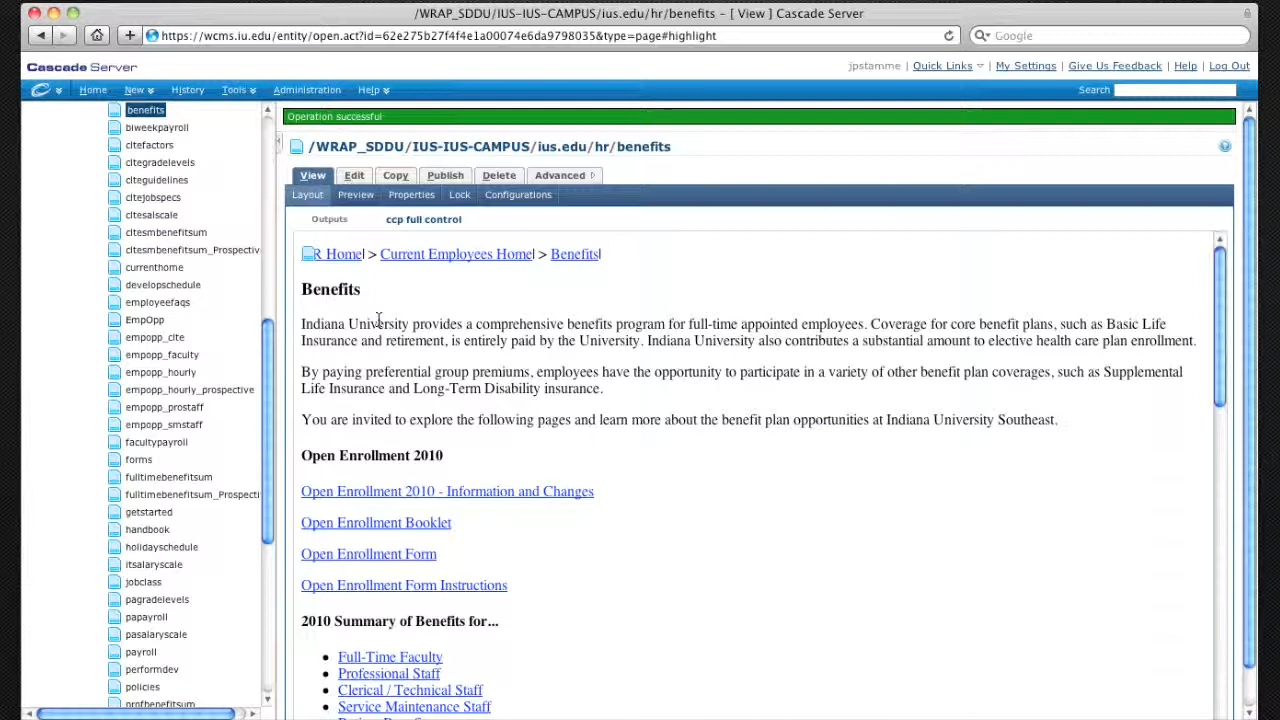 /WRAP_SDDU/IUS-IUS-CAMPUS/ius.edu/hr/benefits – [ View ] Cascade Server
https://wcms.iu.edu/entity/open.act?id=62e275b27f4f4e1a00074e6da9798035&type=page#highlight
Google
Cascade Server
jpstamme | Quick Links | My Settings | Give Us Feedback | Help | Log Out
Home New History Tools Administration Help Search
benefits
biweekpayroll
citefactors
citegradelevels
citeguidelines
citejobspecs
citesalscale
citesmbenefitsum
citesmbenefitsum_Prospectiv
currenthome
developschedule
employeefaqs
EmpOpp
empopp_cite
empopp_faculty
empopp_hourly
empopp_hourly_prospective
empopp_prostaff
empopp_smstaff
facultypayroll
forms
fulltimebenefitsum
fulltimebenefitsum_Prospecti
getstarted
handbook
holidayschedule
itsalaryscale
jobclass
pagradelevels
papayroll
pasalaryscale
payroll
performdev
policies
profbenefitsum
Operation successful
/WRAP_SDDU/IUS-IUS-CAMPUS/ius.edu/hr/benefits
View Edit Copy Publish Delete Advanced
Layout Preview Properties Lock Configurations
Outputs ccp full control
R Home| > Current Employees Home| > Benefits|
Benefits
Indiana University provides a comprehensive benefits program for full-time appointed employees. Coverage for core benefit plans, such as Basic Life
Insurance and retirement, is entirely paid by the University. Indiana University also contributes a substantial amount to elective health care plan enrollment.
By paying preferential group premiums, employees have the opportunity to participate in a variety of other benefit plan coverages, such as Supplemental
Life Insurance and Long-Term Disability insurance.
You are invited to explore the following pages and learn more about the benefit plan opportunities at Indiana University Southeast.
Open Enrollment 2010
Open Enrollment 2010 - Information and Changes
Open Enrollment Booklet
Open Enrollment Form
Open Enrollment Form Instructions
2010 Summary of Benefits for...
• Full-Time Faculty
• Professional Staff
• Clerical / Technical Staff
• Service Maintenance Staff